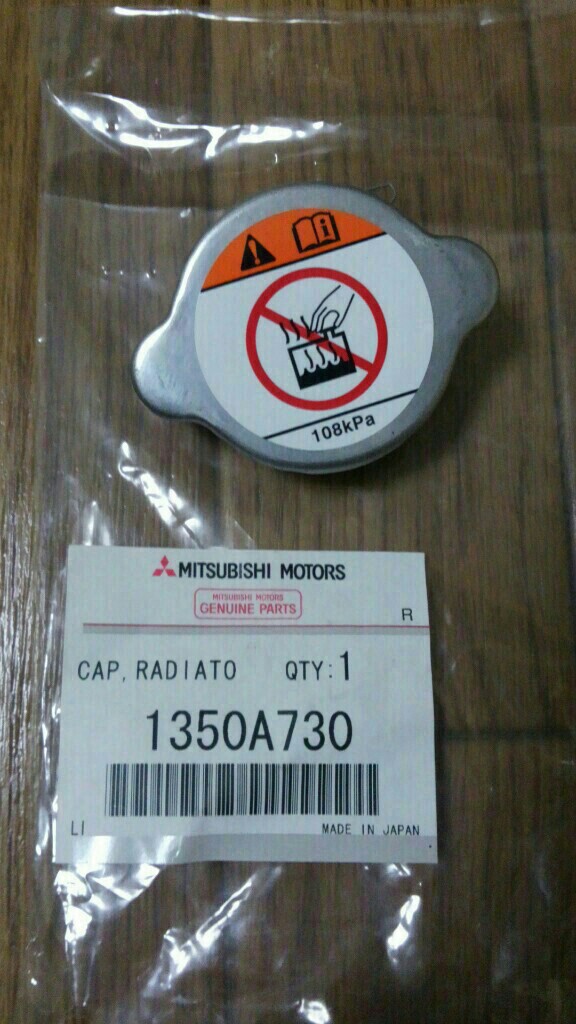 108kPa
MITSUBISHI MOTORS
MITSUBISHI MOTORS
GENUINE PARTS
R
CAP, RADIATO QTY:1
1350A730
LI MADE IN JAPAN